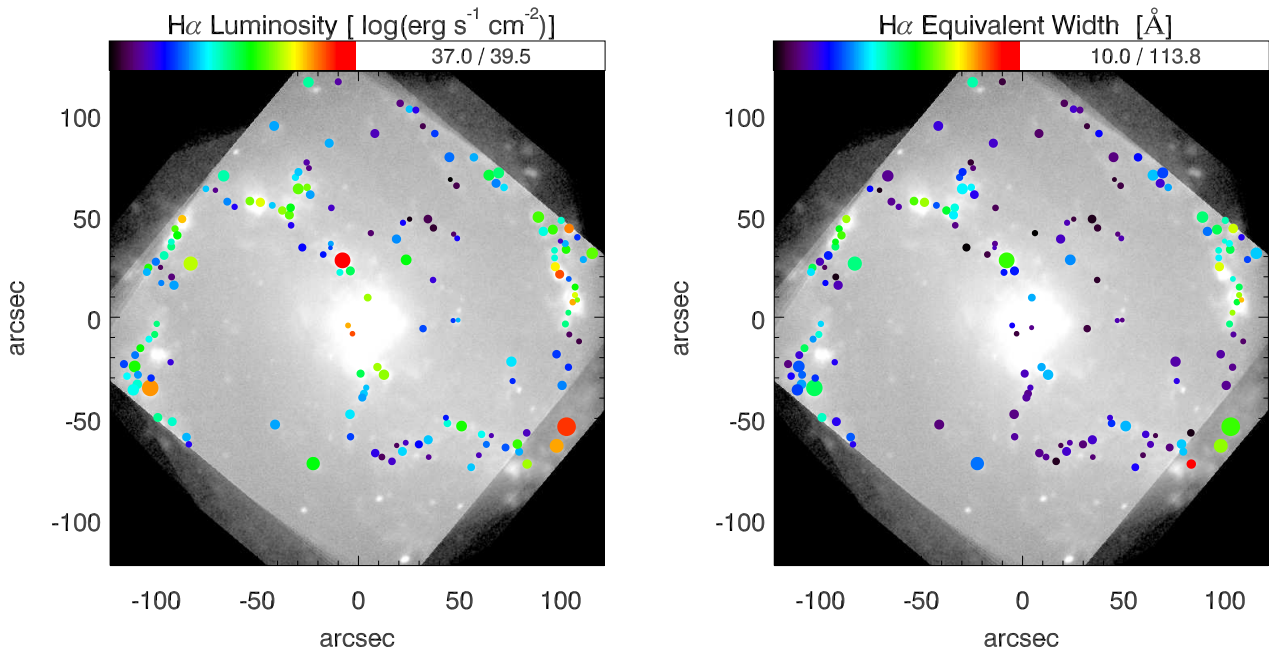 Hα Luminosity [ log(erg s⁻¹ cm⁻²)]
37.0 / 39.5
100
50
0
-50
-100
arcsec
-100 -50 0 50 100
arcsec
Hα Equivalent Width [Å]
10.0 / 113.8
100
50
0
-50
-100
arcsec
-100 -50 0 50 100
arcsec